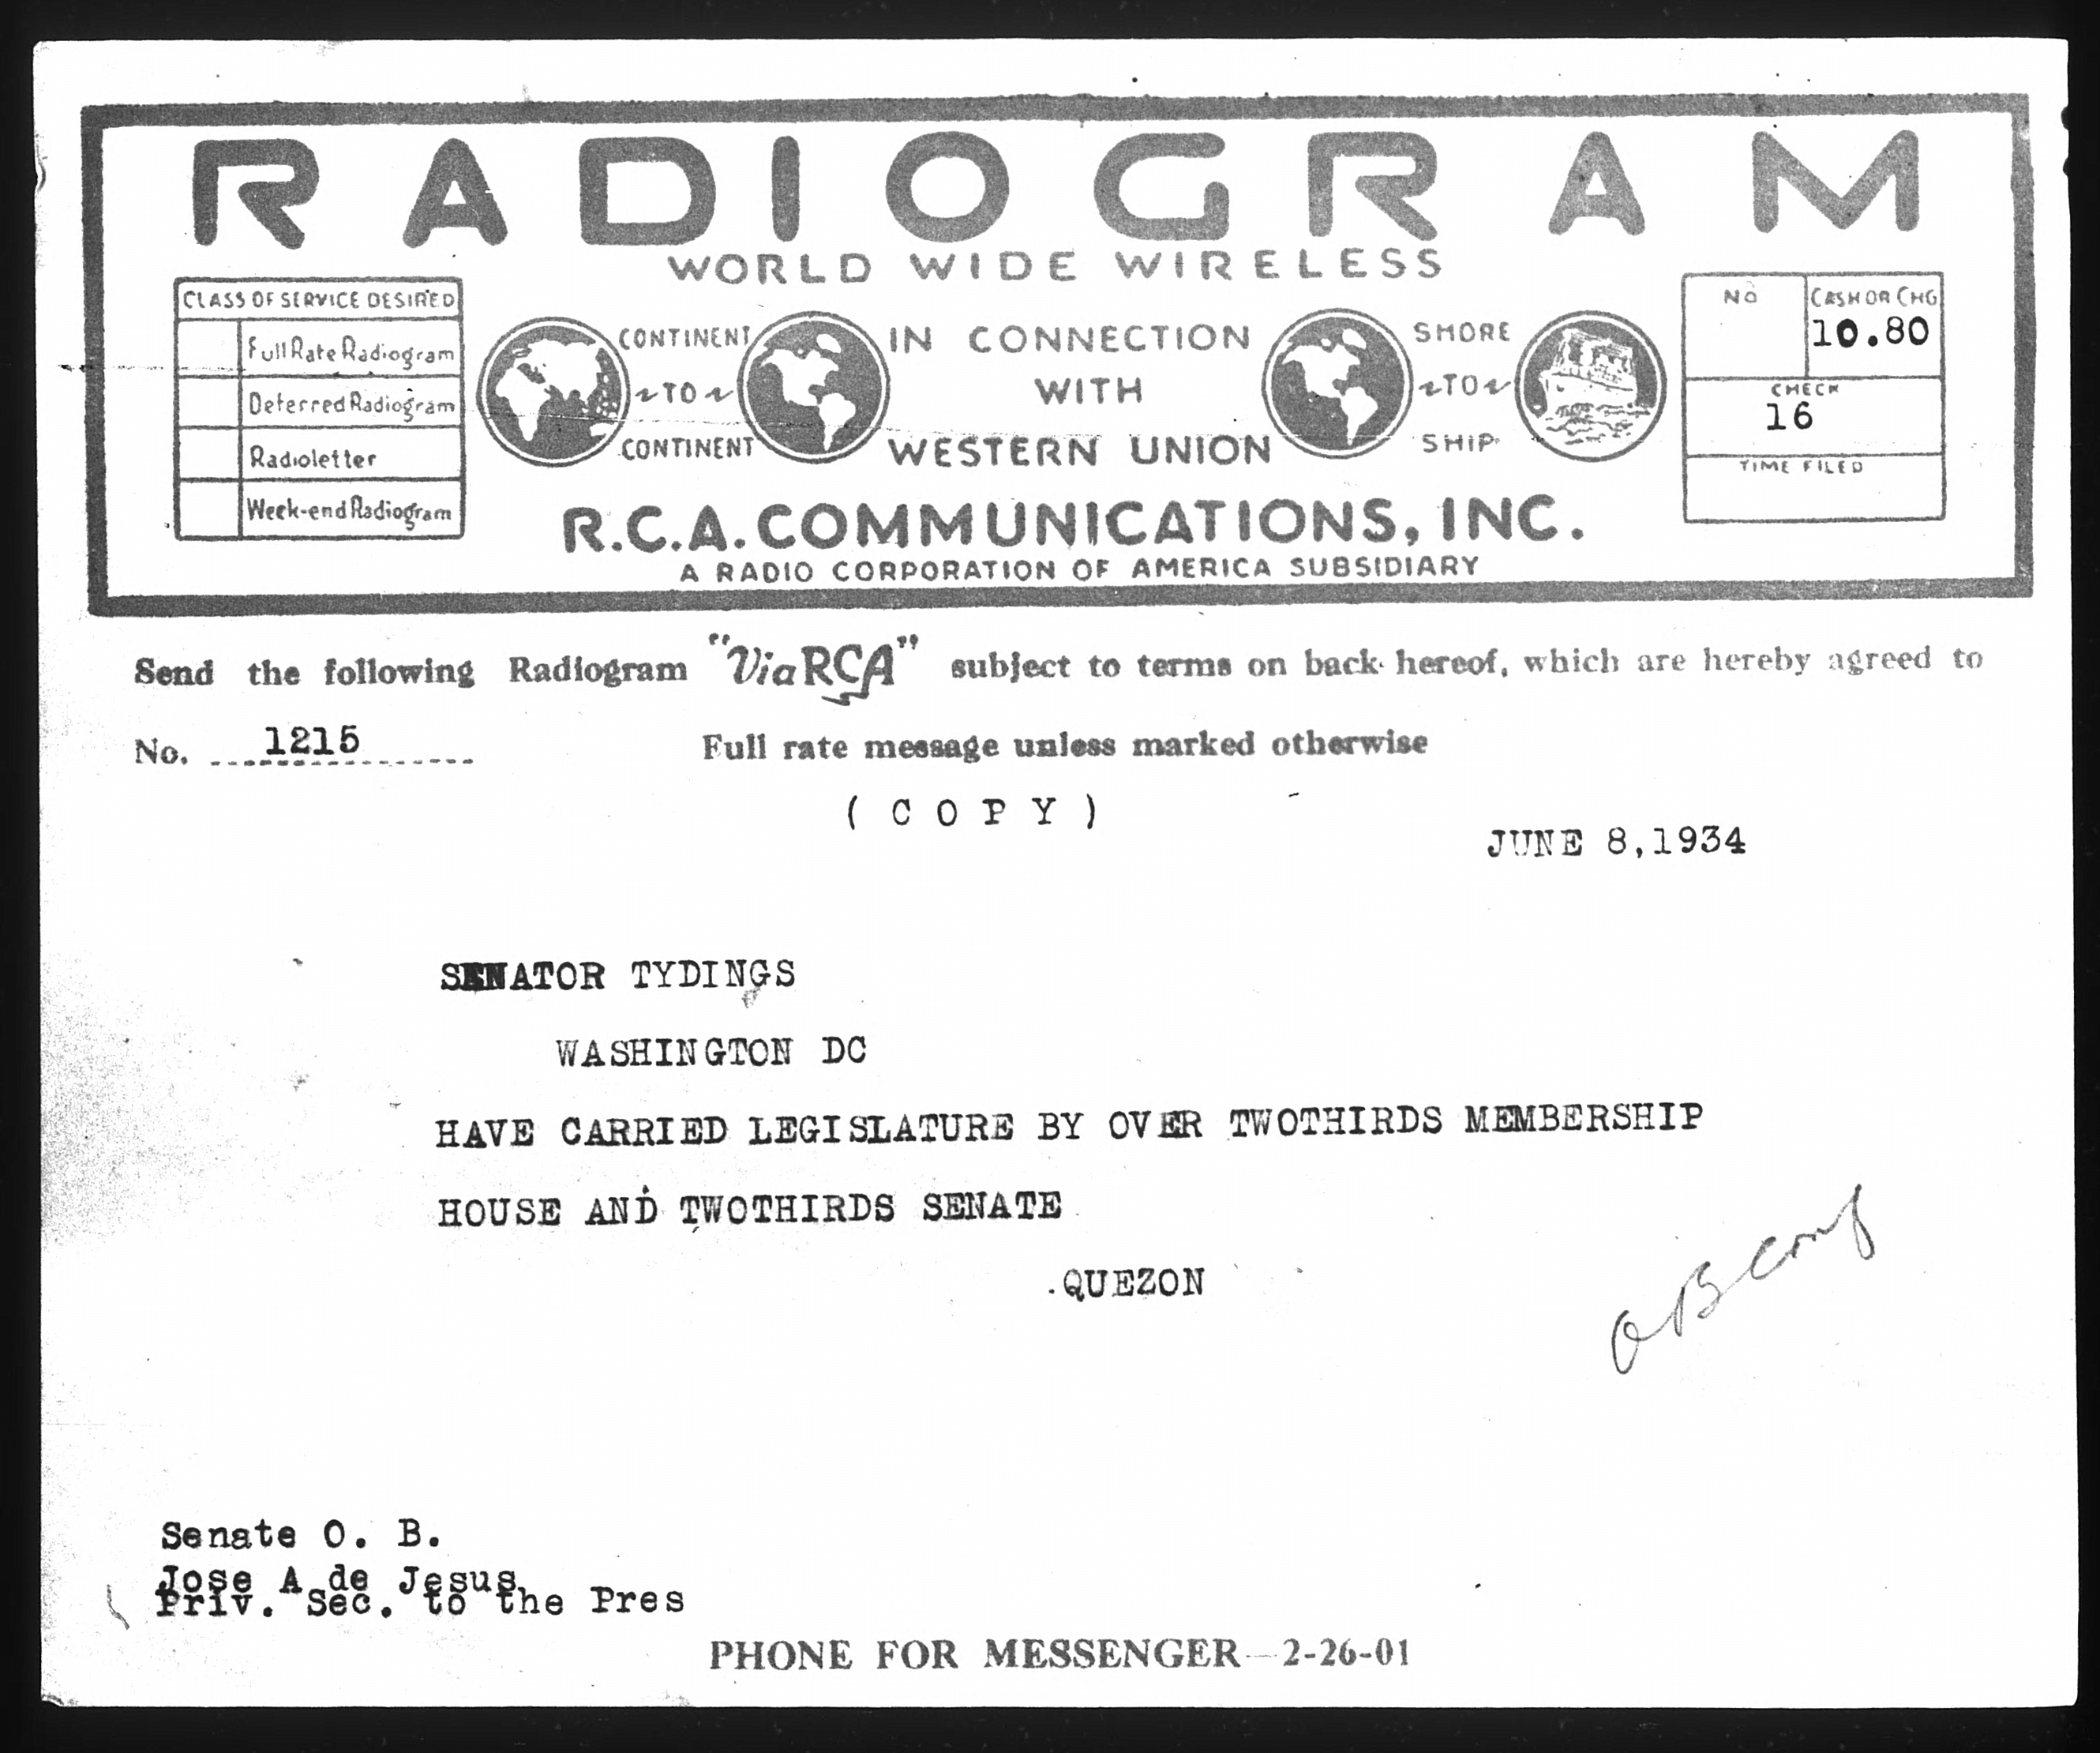 RADIOGRAM
WORLD WIDE WIRELESS
CLASS OF SERVICE DESIRED
Full Rate Radiogram
Deferred Radiogram
Radioletter
Week-end Radiogram
CONTINENT
TO
CONTINENT
IN CONNECTION
WITH
WESTERN UNION
SHORE
TO
SHIP
No
CASH OR CHG
10.80
CHECK
16
TIME FILED
R.C.A. COMMUNICATIONS, INC.
A RADIO CORPORATION OF AMERICA SUBSIDIARY
Send the following Radiogram "Via RCA" subject to terms on back hereof, which are hereby agreed to
No. 1215 Full rate message unless marked otherwise
( C O P Y )
JUNE 8,1934
SENATOR TYDINGS
WASHINGTON DC
HAVE CARRIED LEGISLATURE BY OVER TWOTHIRDS MEMBERSHIP
HOUSE AND TWOTHIRDS SENATE
QUEZON
OB
Senate O. B.
Jose A de Jesus
Priv. Sec. to the Pres
PHONE FOR MESSENGER—2-26-01